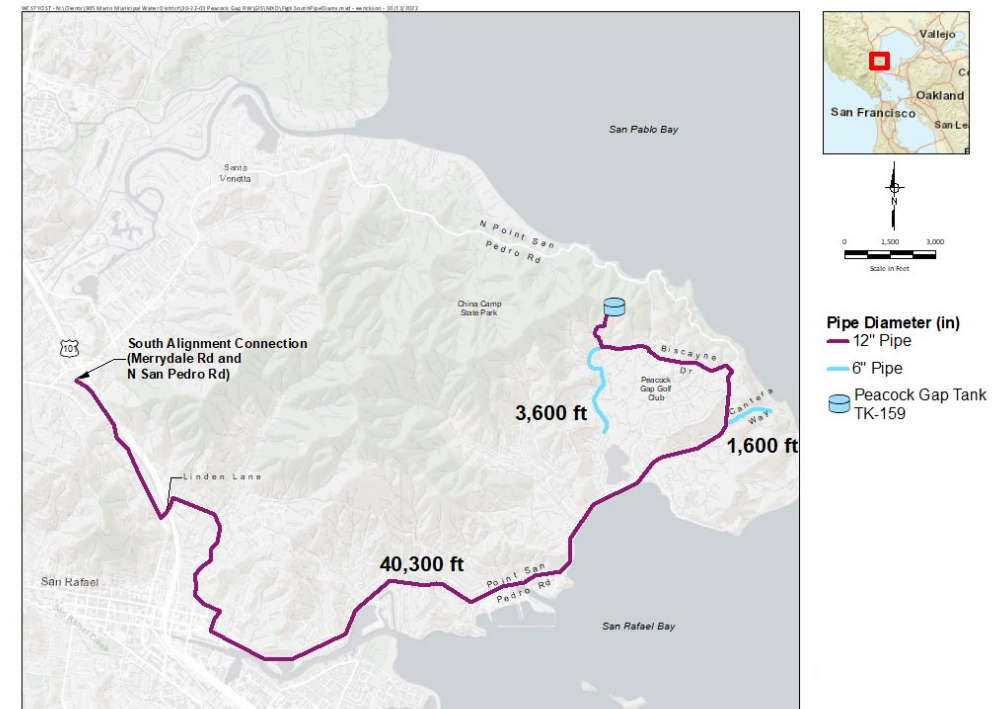 San Pablo Bay
Santa
Venetia
N Point San
Pedro Rd
China Camp
State Park
101
South Alignment Connection
(Merrydale Rd and
N San Pedro Rd)
Biscayne
Dr
Peacock
Gap Golf
Club
Cantera
Way
3,600 ft
1,600 ft
Linden Lane
40,300 ft
Point San
Pedro Rd
San Rafael
San Rafael Bay
Vallejo
Oakland
San Francisco
San Le
N
0 1,500 3,000
Scale in Feet
Pipe Diameter (in)
12" Pipe
6" Pipe
Peacock Gap Tank
TK-159